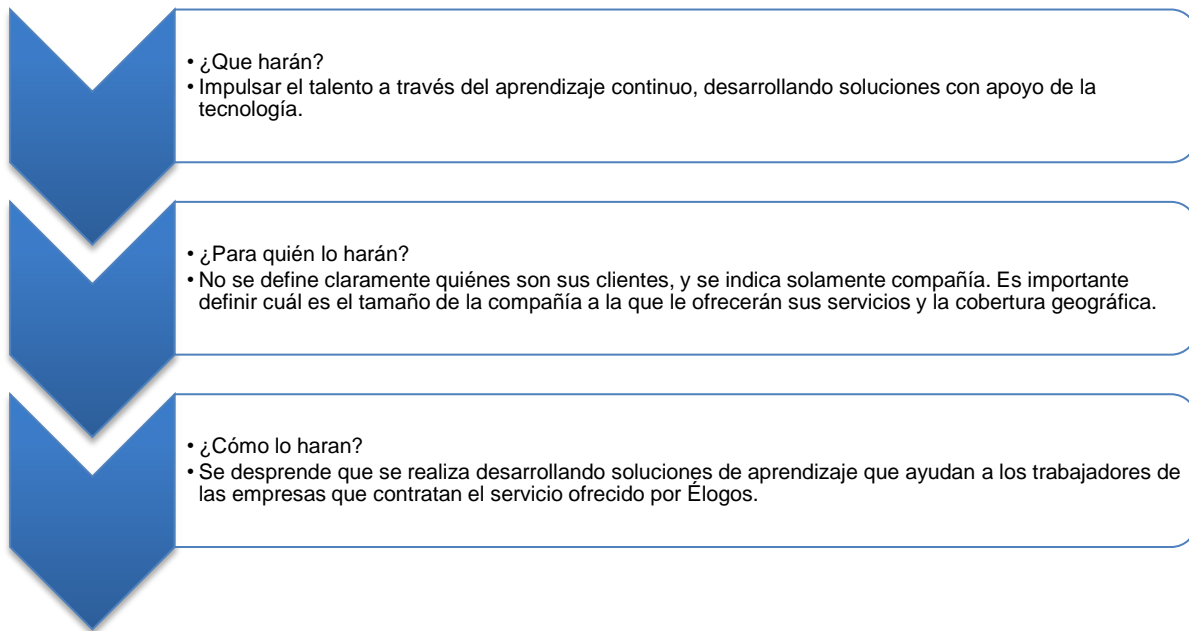 • ¿Que harán?
• Impulsar el talento a través del aprendizaje continuo, desarrollando soluciones con apoyo de la
tecnología.
• ¿Para quién lo harán?
• No se define claramente quiénes son sus clientes, y se indica solamente compañía. Es importante
definir cuál es el tamaño de la compañía a la que le ofrecerán sus servicios y la cobertura geográfica.
• ¿Cómo lo haran?
• Se desprende que se realiza desarrollando soluciones de aprendizaje que ayudan a los trabajadores de
las empresas que contratan el servicio ofrecido por Élogos.